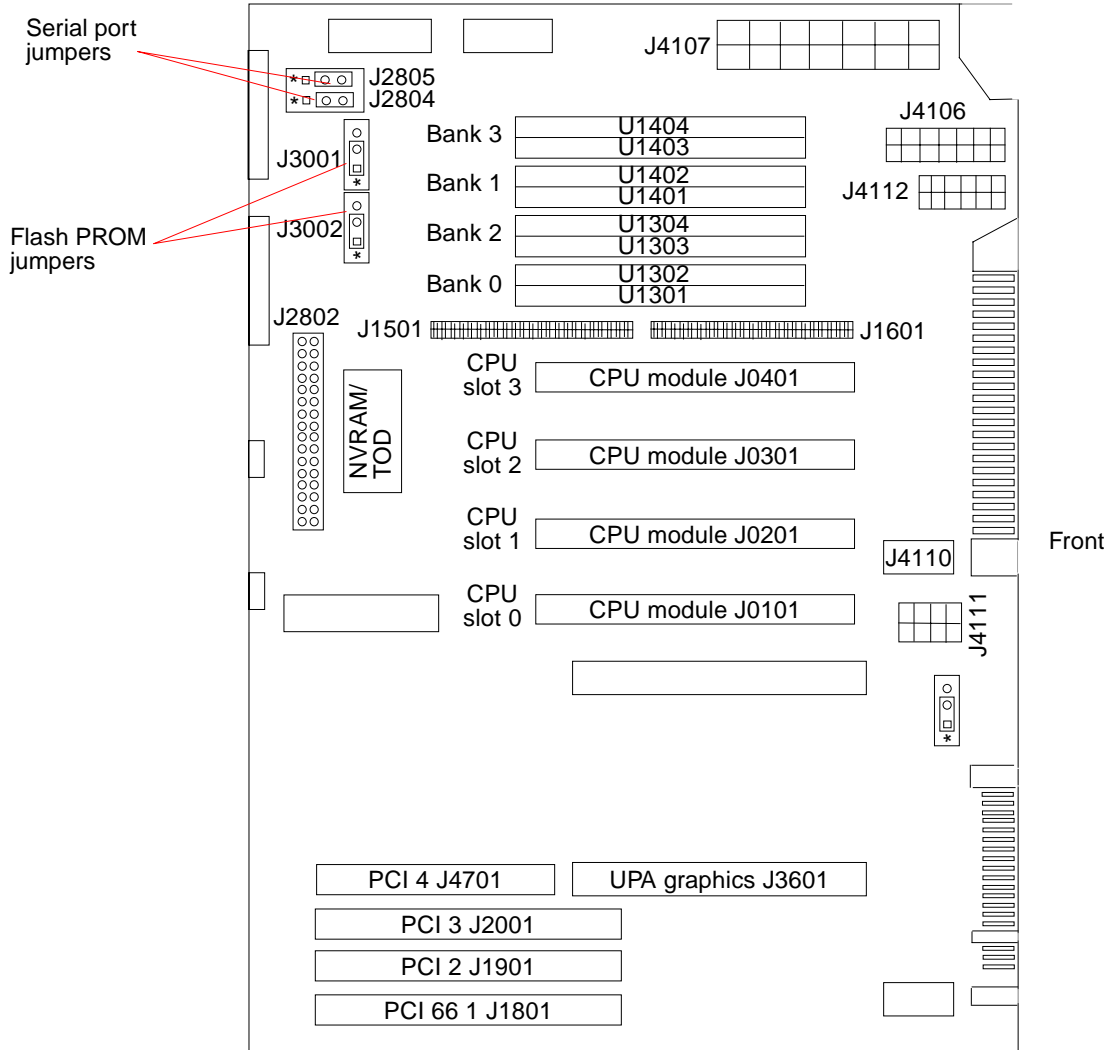 Serial port
jumpers
J4107
* J2805
* J2804
J4106
Bank 3
U1404
U1403
J3001
*
Bank 1
U1402
U1401
J4112
Flash PROM
jumpers
J3002
*
Bank 2
U1304
U1303
Bank 0
U1302
U1301
J2802
J1501
J1601
CPU
slot 3
CPU module J0401
NVRAM/
TOD
CPU
slot 2
CPU module J0301
CPU
slot 1
CPU module J0201
J4110
Front
CPU
slot 0
CPU module J0101
J4111
*
PCI 4 J4701
UPA graphics J3601
PCI 3 J2001
PCI 2 J1901
PCI 66 1 J1801